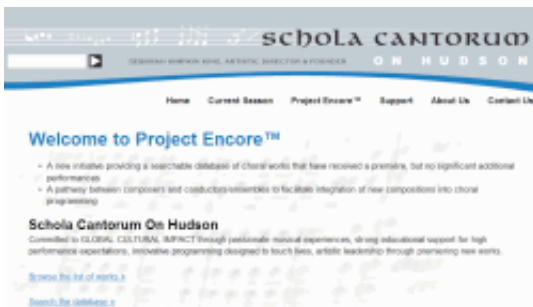 schola cantorum
ON HUDSON
DEBORAH SIMPKIN KING, ARTISTIC DIRECTOR & FOUNDER
Home Current Season Project Encore™ Support About Us Contact Us
Welcome to Project Encore™
A new initiative providing a searchable database of choral works that have received a premiere, but no significant additional
performances
A pathway between composers and conductors/ensembles to facilitate integration of new compositions into choral
programming
Schola Cantorum On Hudson
Committed to GLOBAL CULTURAL IMPACT through passionate musical experiences, strong educational support for high
performance expectations, innovative programming designed to touch lives, artistic leadership through premiering new works.
Browse the list of works »
Search the database »